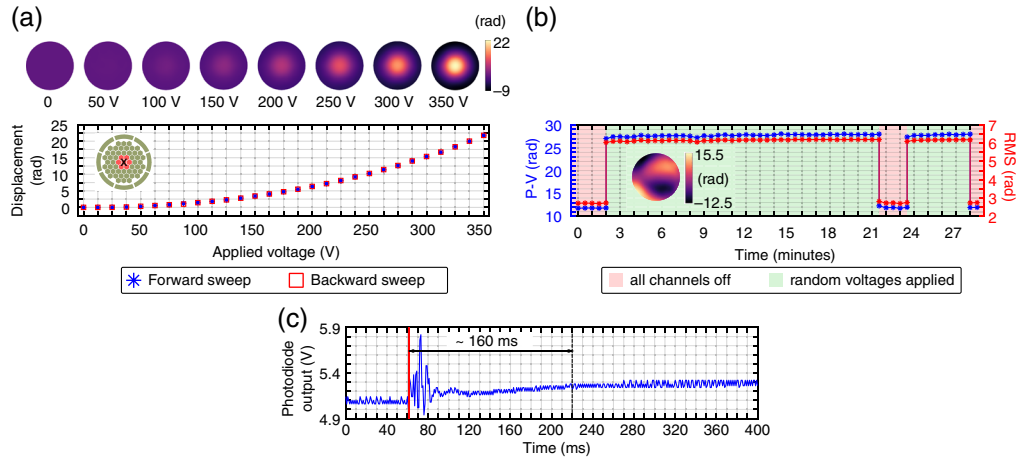 (a)
(rad)
22
−9
0 50 V 100 V 150 V 200 V 250 V 300 V 350 V
Displacement
(rad)
25
20
15
10
5
0
X
0 50 100 150 200 250 300 350
Applied voltage (V)
Forward sweep Backward sweep
(b)
P-V (rad)
30
25
20
15
10
15.5
(rad)
−12.5
7
6
5
4
3
2
RMS (rad)
0 3 6 9 12 15 18 21 24 27
Time (minutes)
all channels off random voltages applied
(c)
Photodiode
output (V)
5.9
5.4
4.9
~ 160 ms
0 40 80 120 160 200 240 280 320 360 400
Time (ms)